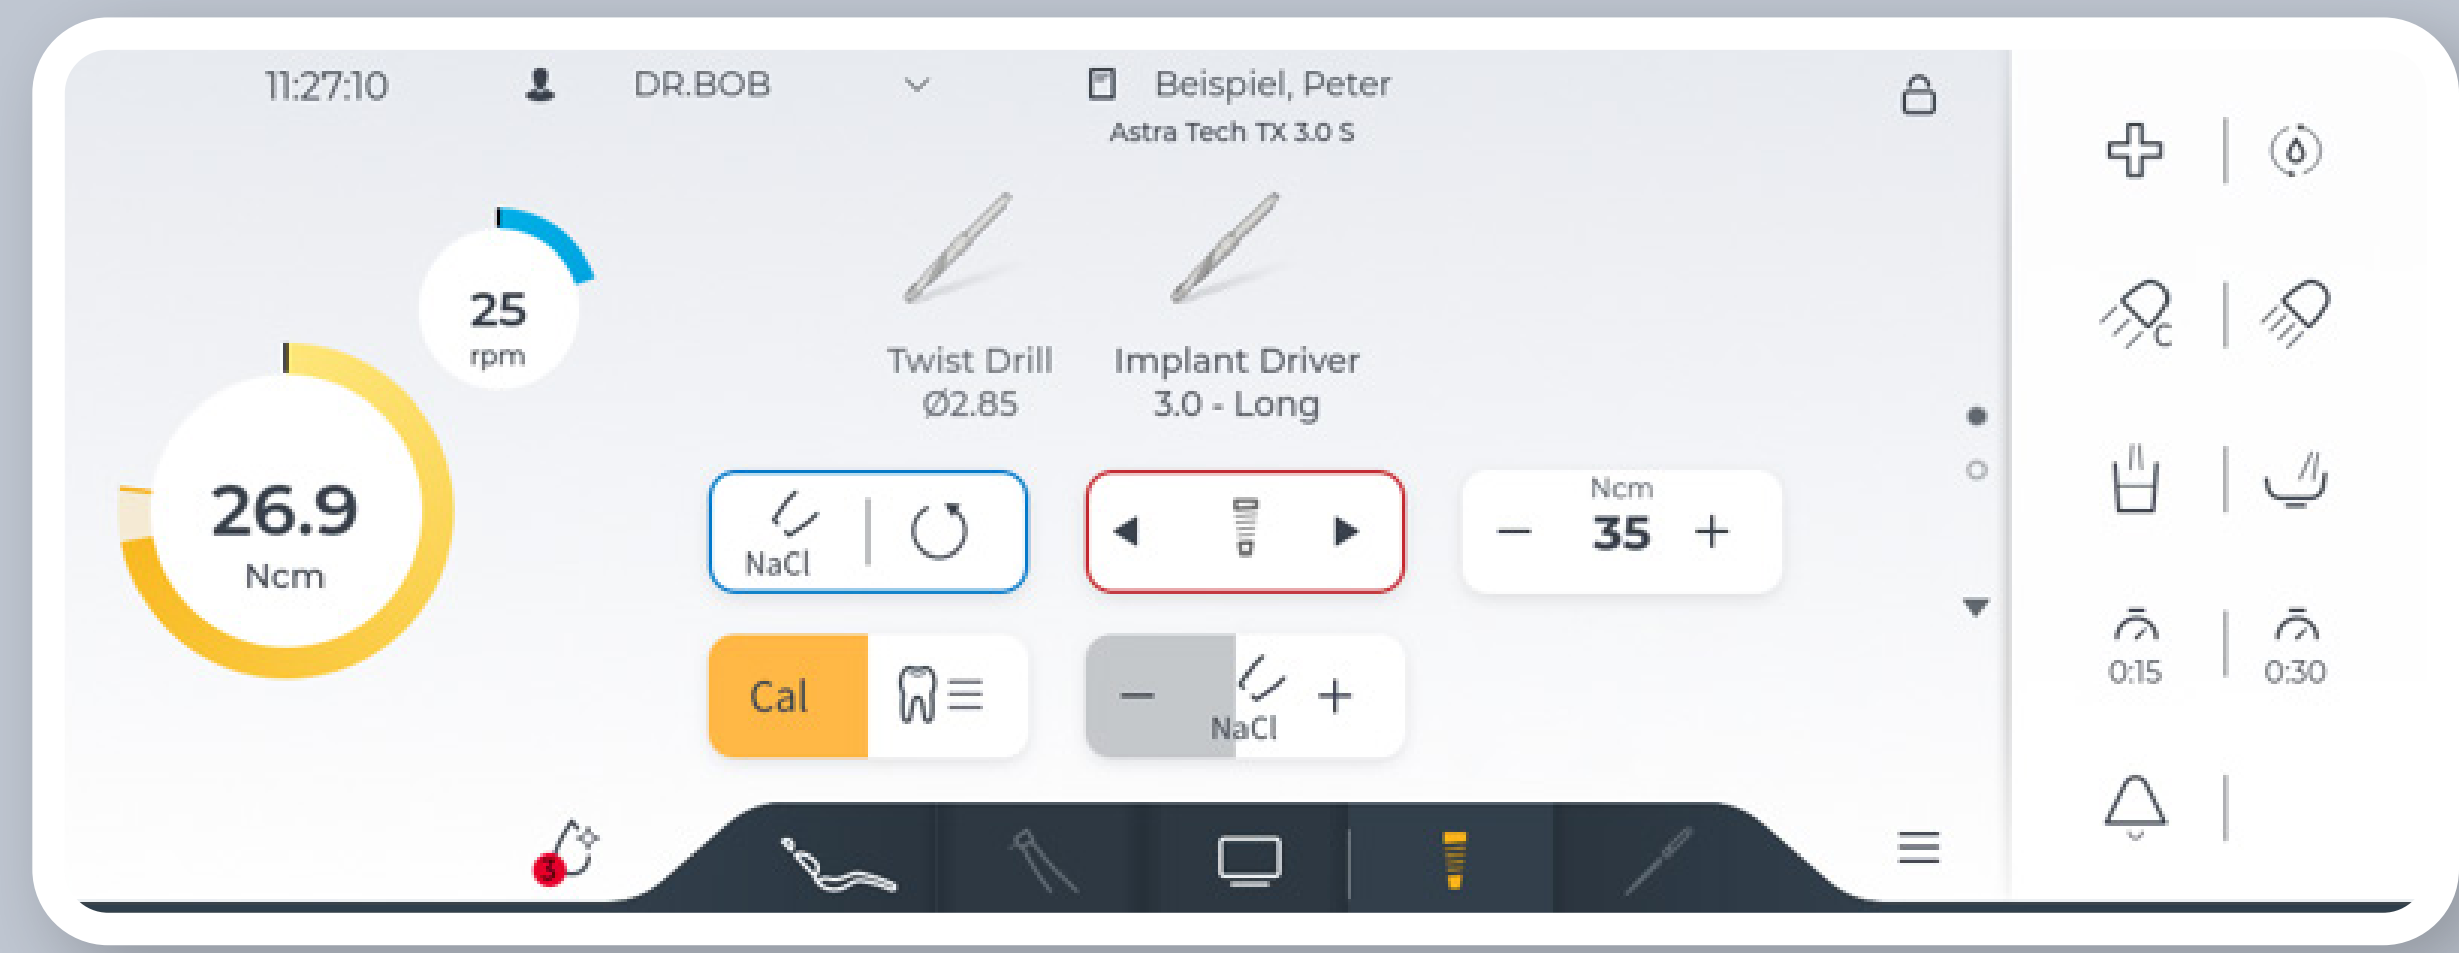 11:27:10
DR.BOB
Beispiel, Peter
Astra Tech TX 3.0 S
25
rpm
26.9
Ncm
Twist Drill
Ø2.85
Implant Driver
3.0 - Long
NaCl
Ncm
− 35 +
Cal
− +
NaCl
C
0:15
0:30
3